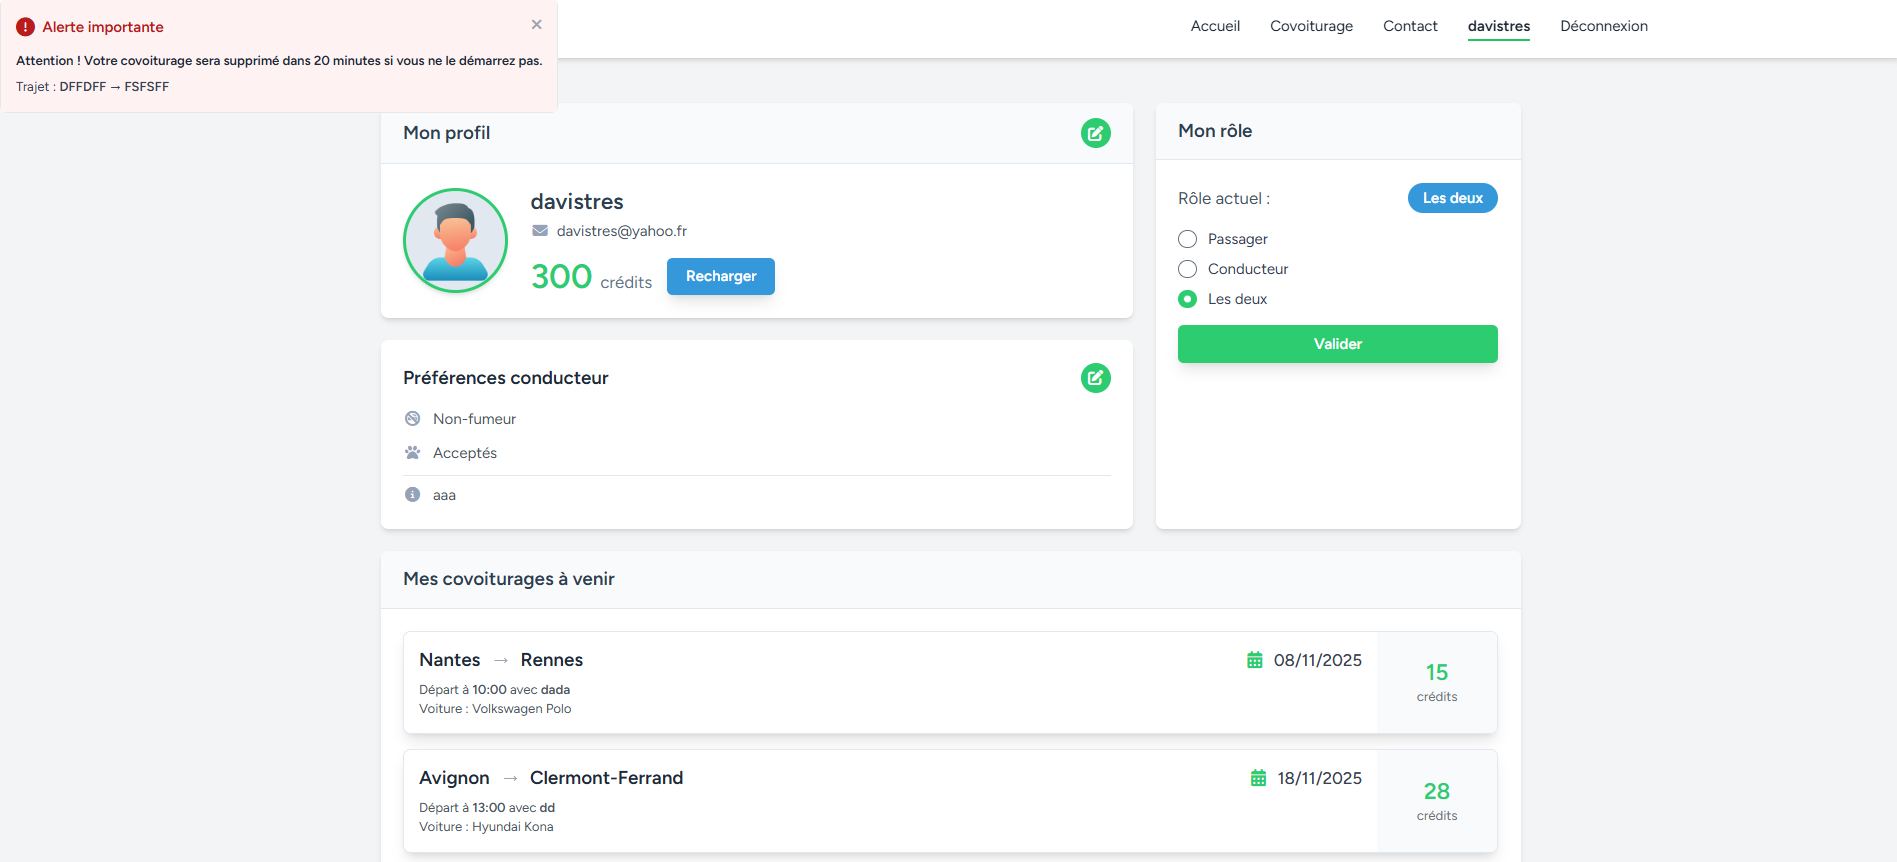 Alerte importante
Attention ! Votre covoiturage sera supprimé dans 20 minutes si vous ne le démarrez pas.
Trajet : DFFDFF → FSFSFF
Accueil
Covoiturage
Contact
davistres
Déconnexion
Mon profil
davistres
davistres@yahoo.fr
300 crédits
Recharger
Mon rôle
Rôle actuel :
Les deux
Passager
Conducteur
Les deux
Valider
Préférences conducteur
Non-fumeur
Acceptés
aaa
Mes covoiturages à venir
Nantes → Rennes
08/11/2025
Départ à 10:00 avec dada
Voiture : Volkswagen Polo
15
crédits
Avignon → Clermont-Ferrand
18/11/2025
Départ à 13:00 avec dd
Voiture : Hyundai Kona
28
crédits